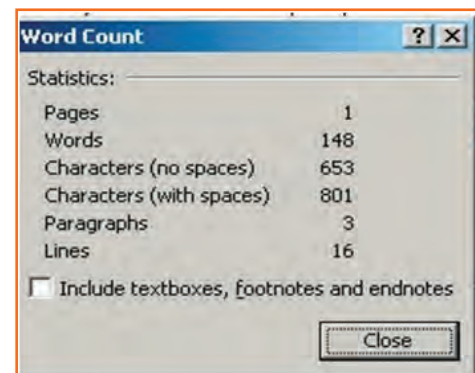 Word Count
Statistics:
Pages 1
Words 148
Characters (no spaces) 653
Characters (with spaces) 801
Paragraphs 3
Lines 16
Include textboxes, footnotes and endnotes
Close